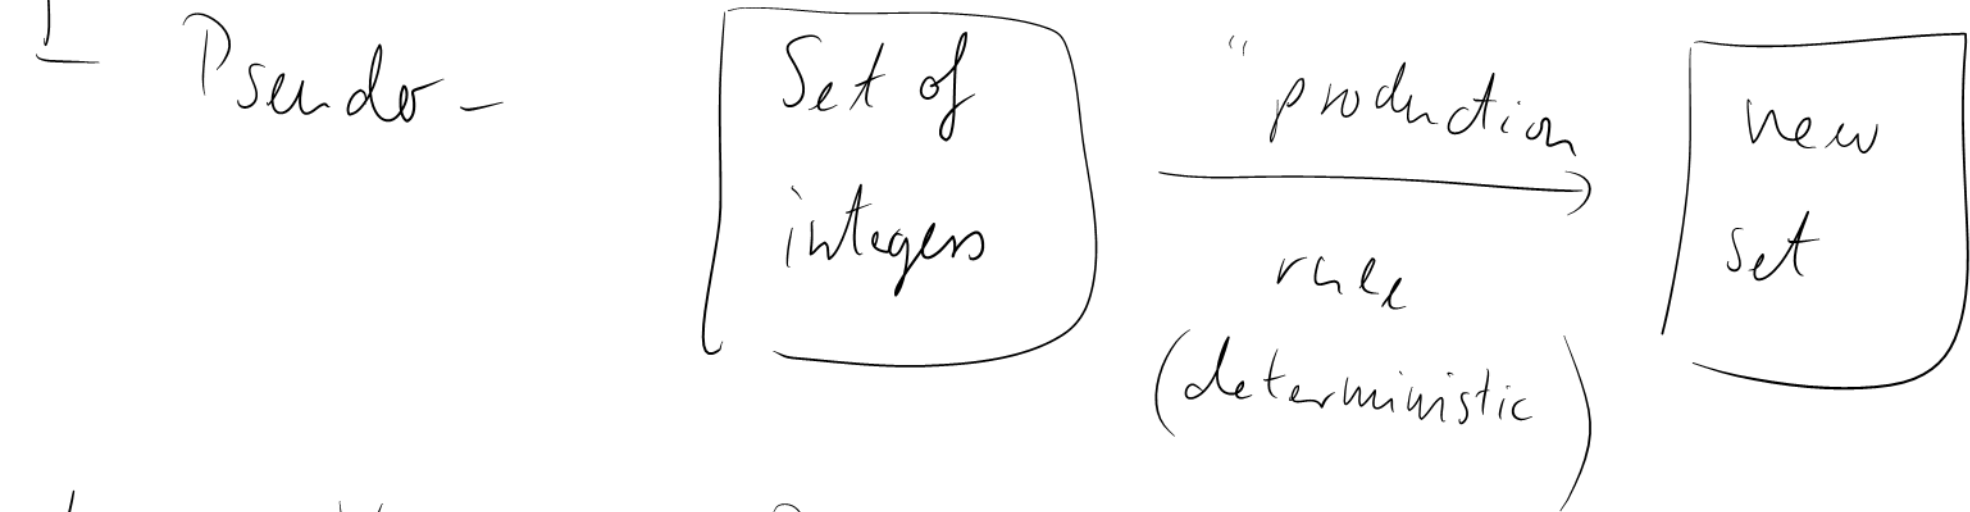 Pseudo-
Set of
integers
"production
rule
(deterministic)
new
set